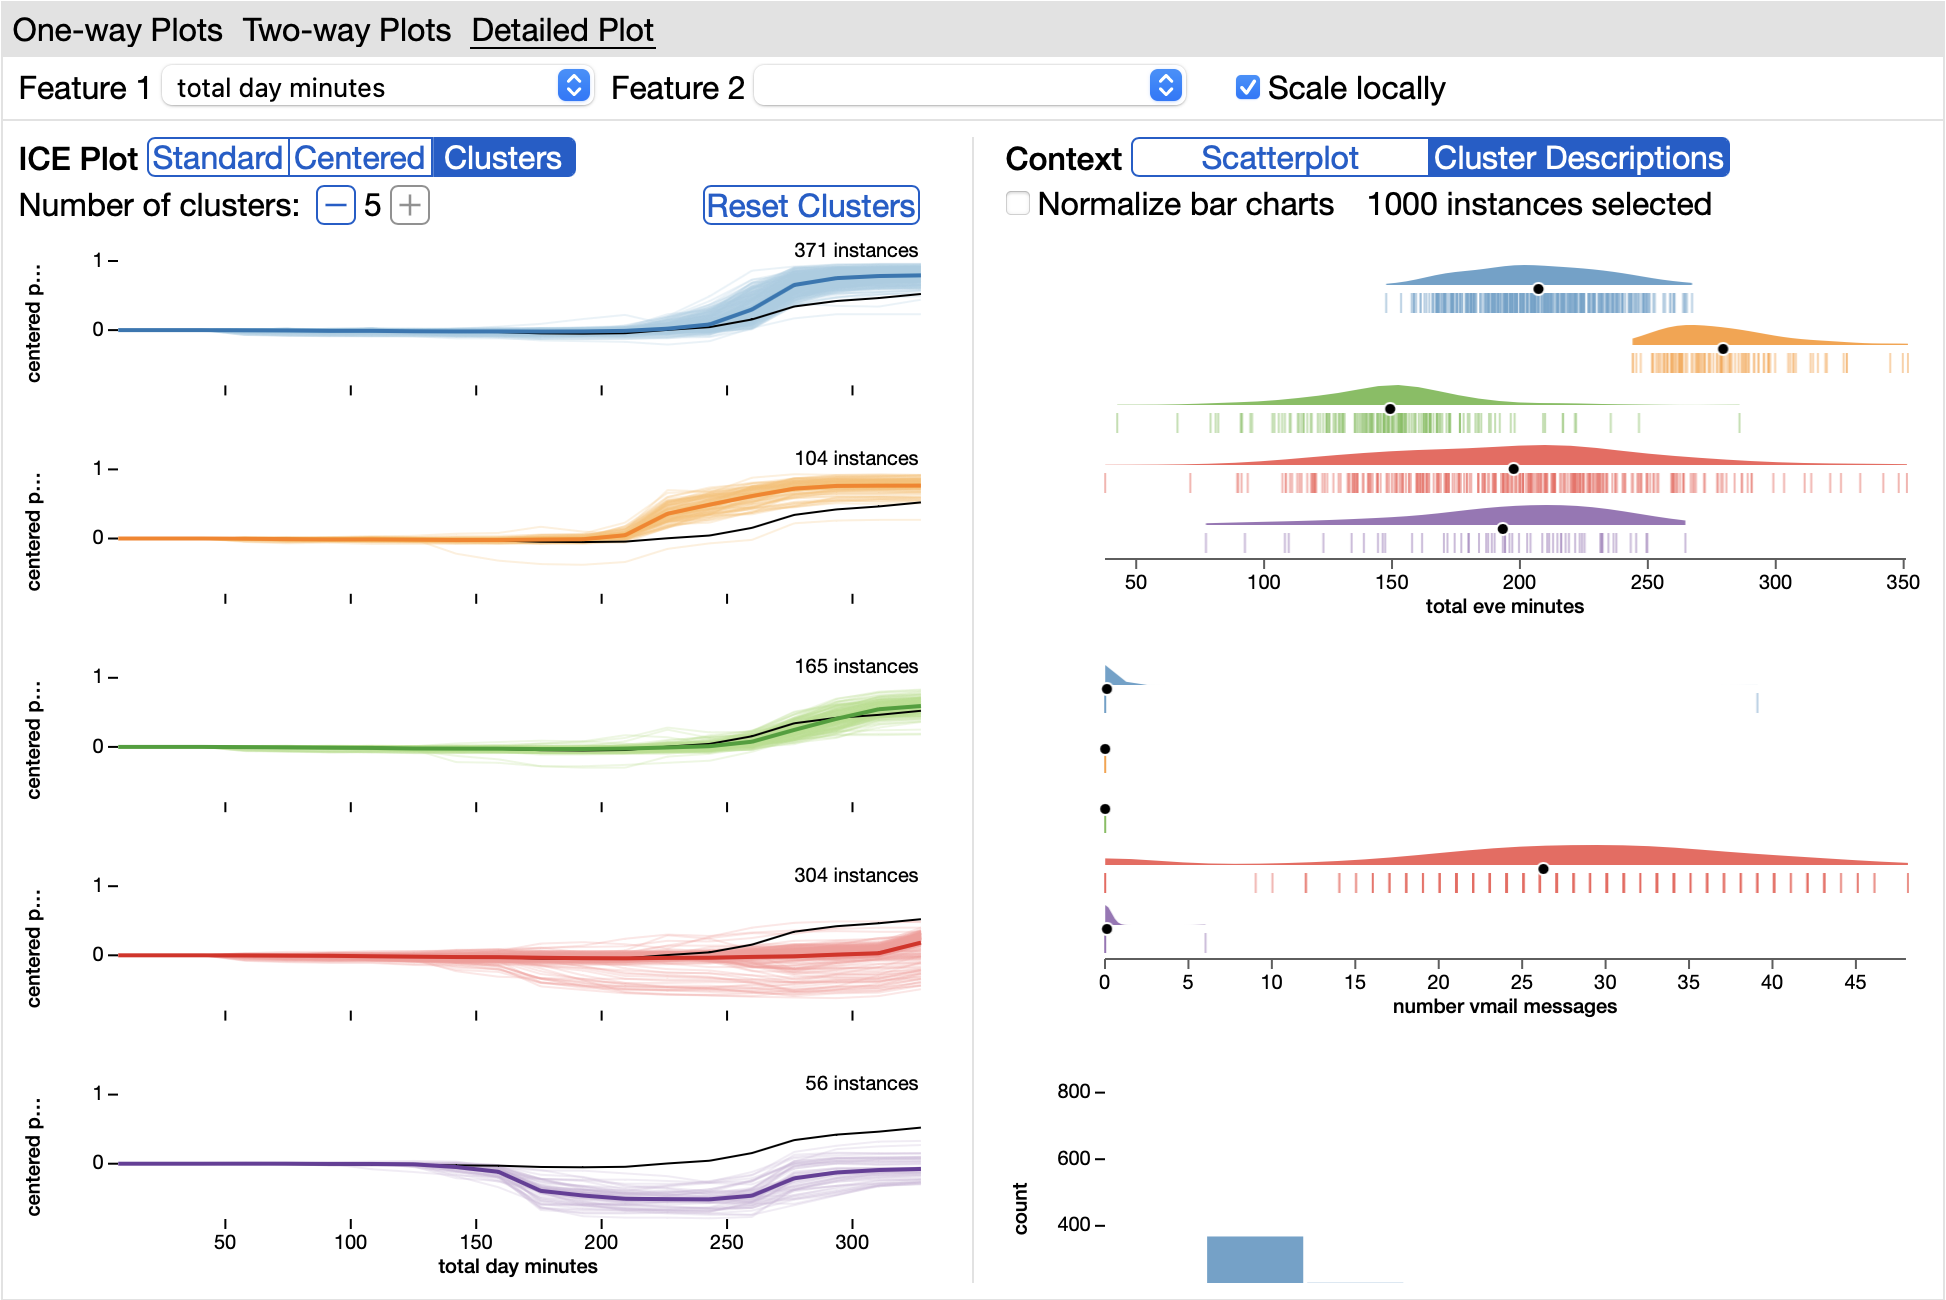 One-way Plots Two-way Plots Detailed Plot
Feature 1 total day minutes Feature 2 Scale locally
ICE Plot Standard Centered Clusters
Number of clusters: 5 Reset Clusters
371 instances
1
0
centered p...
104 instances
1
0
centered p...
165 instances
1
0
centered p...
304 instances
1
0
centered p...
56 instances
1
0
centered p...
50 100 150 200 250 300
total day minutes
Context Scatterplot Cluster Descriptions
Normalize bar charts 1000 instances selected
50 100 150 200 250 300 350
total eve minutes
0 5 10 15 20 25 30 35 40 45
number vmail messages
800
600
400
count